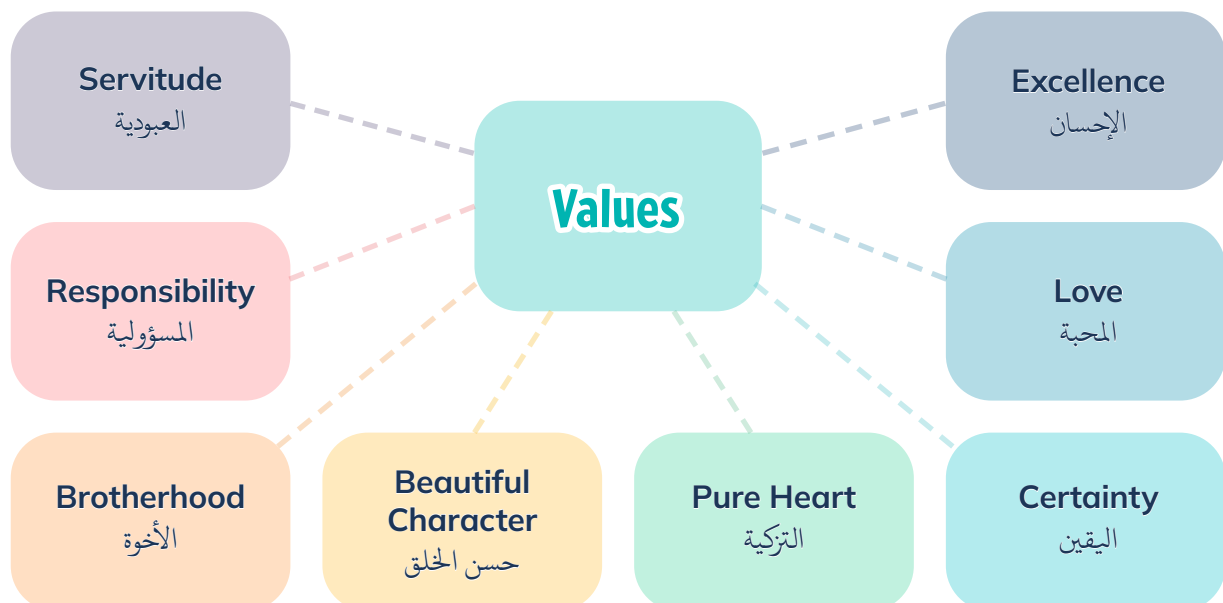 Servitude
العبودية
Excellence
الإحسان
Values
Responsibility
المسؤولية
Love
المحبة
Brotherhood
الأخوة
Beautiful
Character
حسن الخلق
Pure Heart
التزكية
Certainty
اليقين